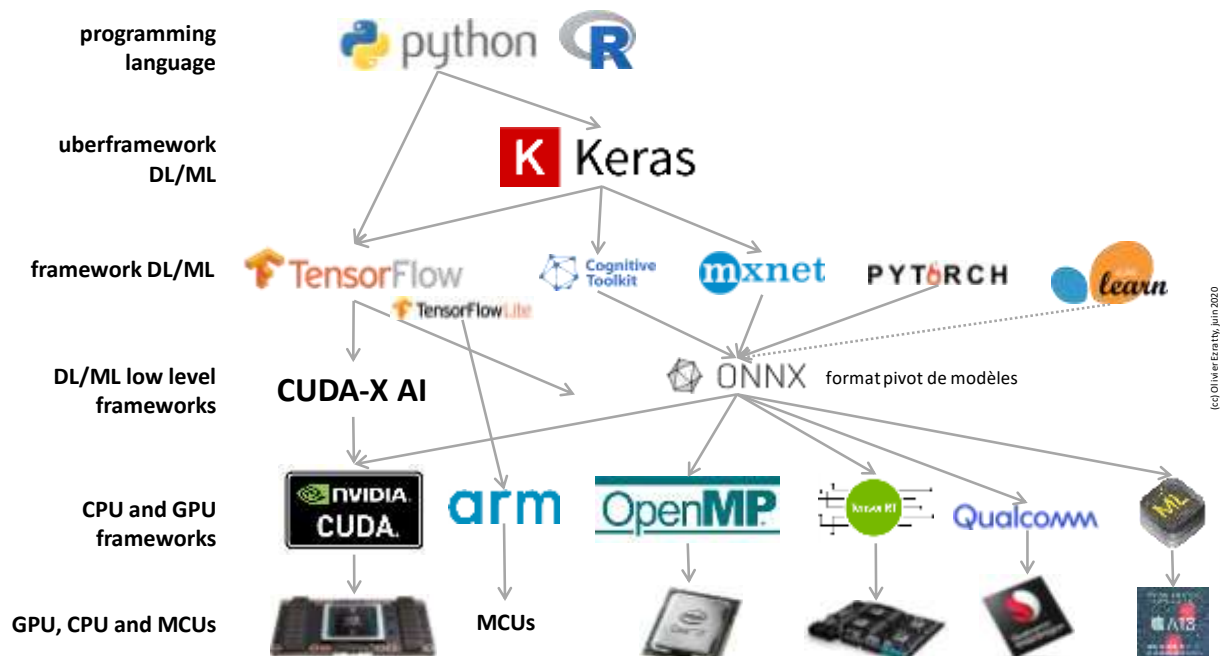 programming
language
python
R
uberframework
DL/ML
K Keras
framework DL/ML
TensorFlow
TensorFlowLite
Cognitive
Toolkit
mxnet
PYTORCH
learn
DL/ML low level
frameworks
CUDA-X AI
ONNX
format pivot de modèles
CPU and GPU
frameworks
NVIDIA.
CUDA.
arm
OpenMP
Qualcomm
ML
GPU, CPU and MCUs
MCUs
A13
(cc) Olivier Ezratty, juin 2020